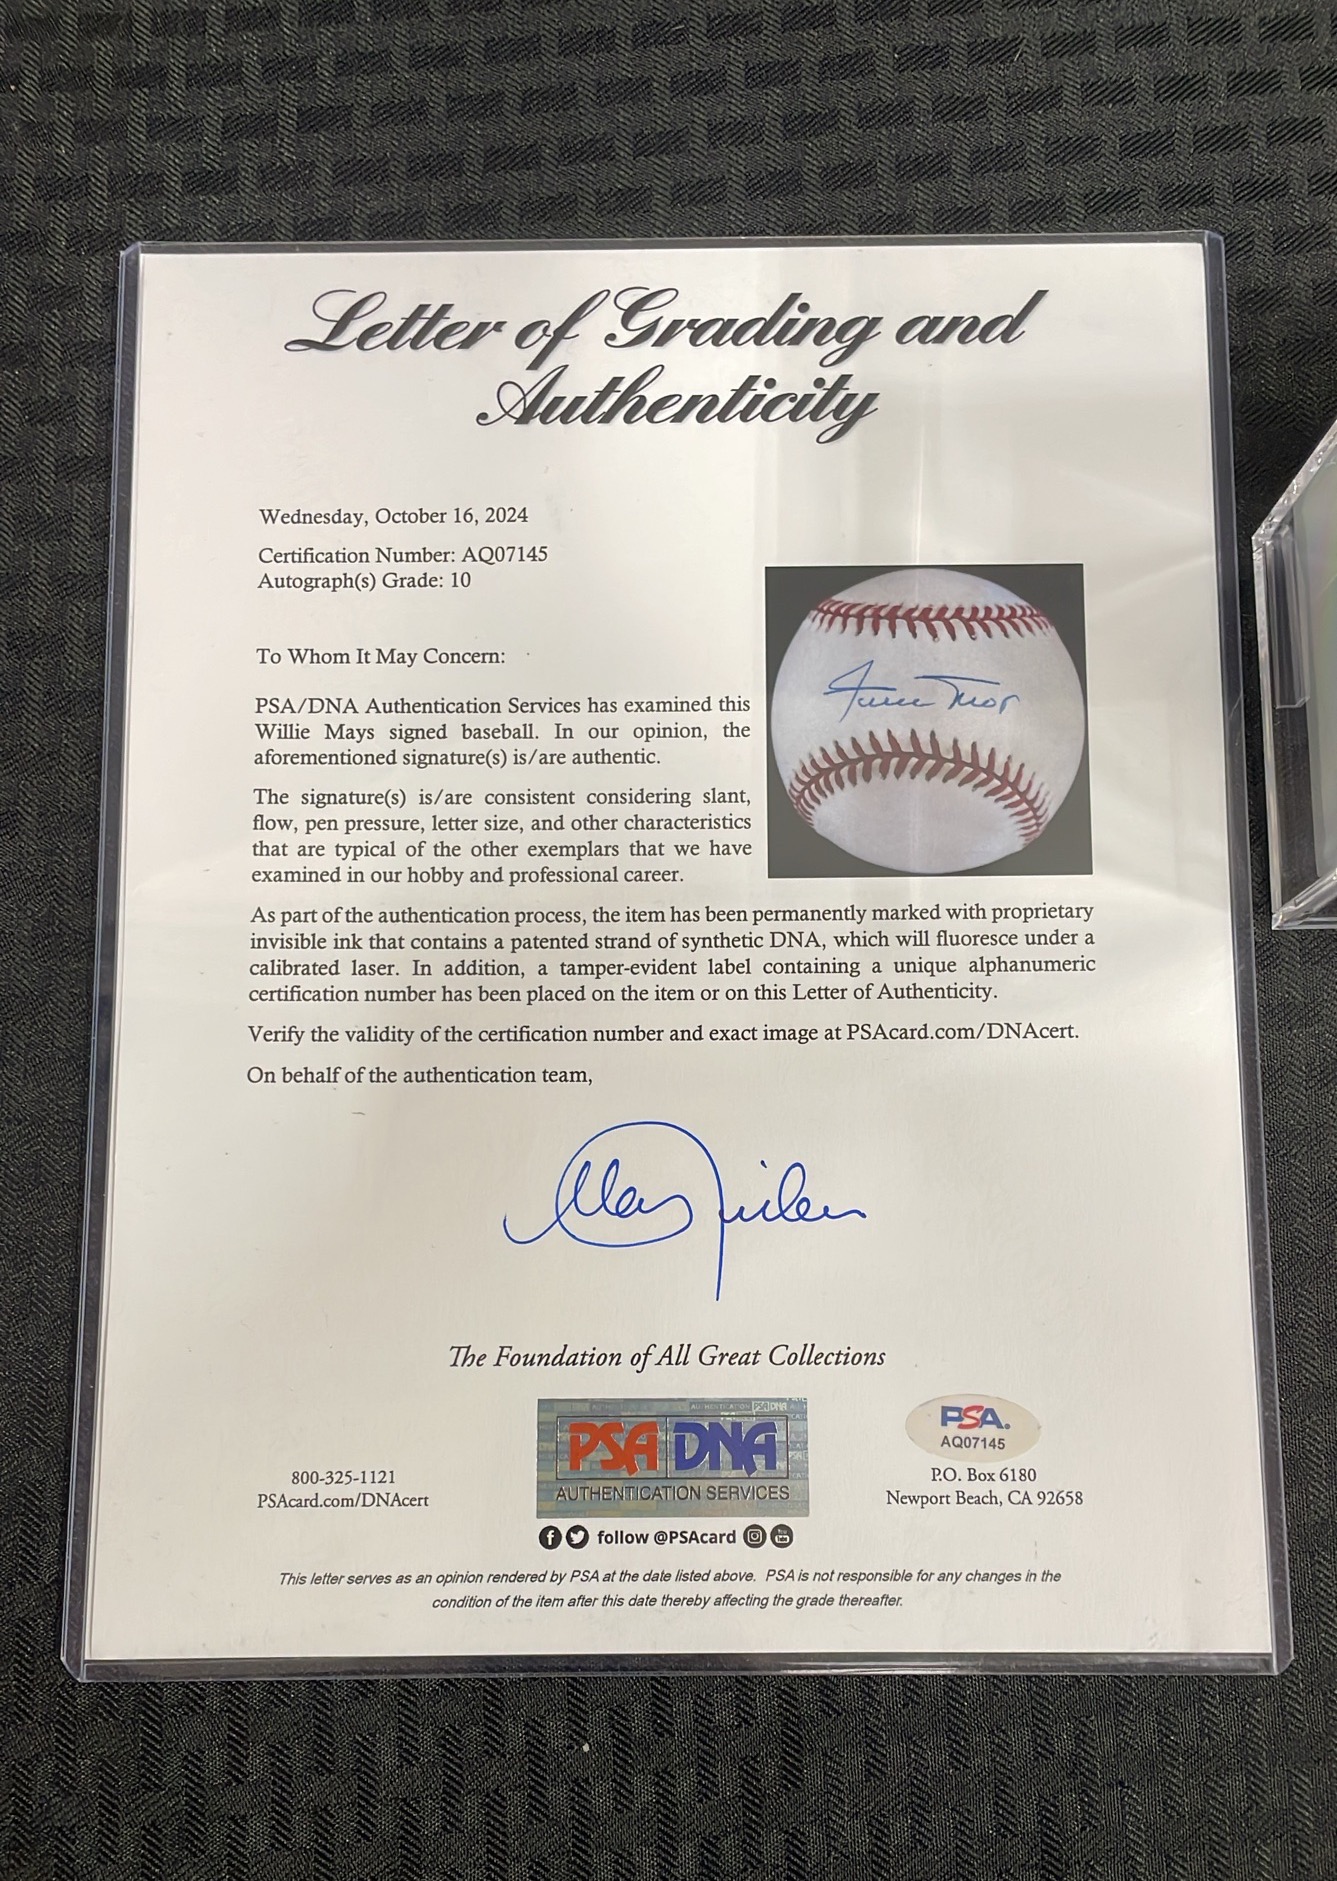 Letter of Grading and
Authenticity
Wednesday, October 16, 2024
Certification Number: AQ07145
Autograph(s) Grade: 10
To Whom It May Concern:
PSA/DNA Authentication Services has examined this
Willie Mays signed baseball. In our opinion, the
aforementioned signature(s) is/are authentic.
The signature(s) is/are consistent considering slant,
flow, pen pressure, letter size, and other characteristics
that are typical of the other exemplars that we have
examined in our hobby and professional career.
Willie Mays
As part of the authentication process, the item has been permanently marked with proprietary
invisible ink that contains a patented strand of synthetic DNA, which will fluoresce under a
calibrated laser. In addition, a tamper-evident label containing a unique alphanumeric
certification number has been placed on the item or on this Letter of Authenticity.
Verify the validity of the certification number and exact image at PSAcard.com/DNAcert.
On behalf of the authentication team,
The Foundation of All Great Collections
800-325-1121
PSAcard.com/DNAcert
PSA DNA
AUTHENTICATION SERVICES
follow @PSAcard
PSA.
AQ07145
P.O. Box 6180
Newport Beach, CA 92658
This letter serves as an opinion rendered by PSA at the date listed above. PSA is not responsible for any changes in the
condition of the item after this date thereby affecting the grade thereafter.